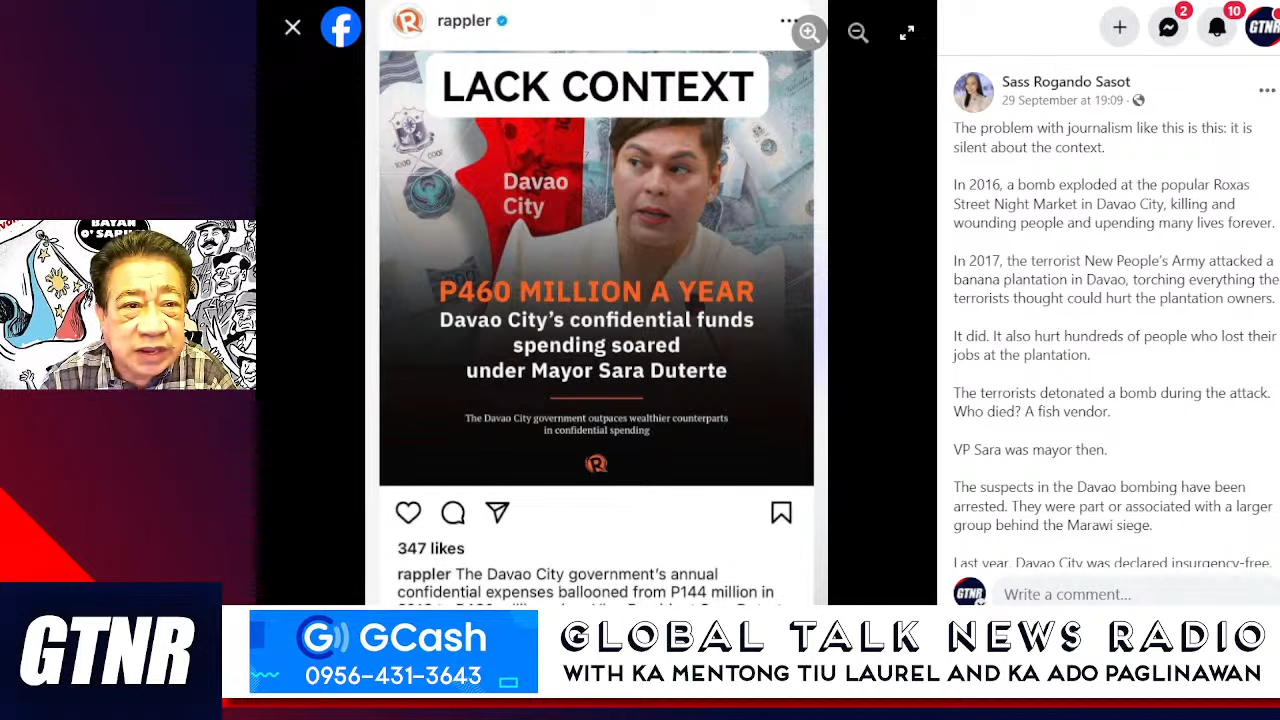 rappler
LACK CONTEXT
Davao
City
P460 MILLION A YEAR
Davao City's confidential funds
spending soared
under Mayor Sara Duterte
The Davao City government outpaces wealthier counterparts
in confidential spending
347 likes
rappler The Davao City government's annual
confidential expenses ballooned from P144 million in
2
10
GTNR
Sass Rogando Sasot
29 September at 19:09
The problem with journalism like this is this: it is
silent about the context.
In 2016, a bomb exploded at the popular Roxas
Street Night Market in Davao City, killing and
wounding people and upending many lives forever.
In 2017, the terrorist New People's Army attacked a
banana plantation in Davao, torching everything the
terrorists thought could hurt the plantation owners.
It did. It also hurt hundreds of people who lost their
jobs at the plantation.
The terrorists detonated a bomb during the attack.
Who died? A fish vendor.
VP Sara was mayor then.
The suspects in the Davao bombing have been
arrested. They were part or associated with a larger
group behind the Marawi siege.
Last year, Davao City was declared insurgency-free.
GTNR
Write a comment...
BAYAN
GTNR
GCash
0956-431-3643
GLOBAL TALK NEWS RADIO
WITH KA MENTONG TIU LAUREL AND KA ADO PAGLINAWAN